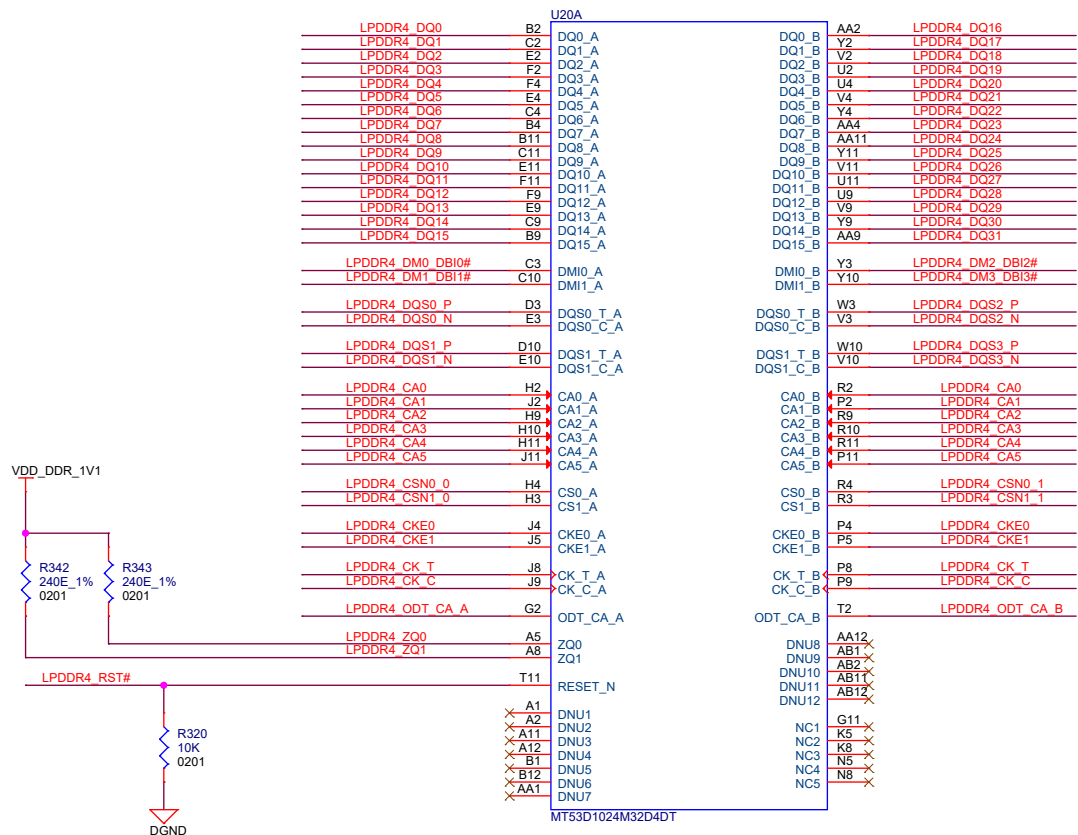 U20A
LPDDR4_DQ0 B2 DQ0_A DQ0_B AA2 LPDDR4_DQ16
LPDDR4_DQ1 C2 DQ1_A DQ1_B Y2 LPDDR4_DQ17
LPDDR4_DQ2 E2 DQ2_A DQ2_B V2 LPDDR4_DQ18
LPDDR4_DQ3 F2 DQ3_A DQ3_B U2 LPDDR4_DQ19
LPDDR4_DQ4 F4 DQ4_A DQ4_B U4 LPDDR4_DQ20
LPDDR4_DQ5 E4 DQ5_A DQ5_B V4 LPDDR4_DQ21
LPDDR4_DQ6 C4 DQ6_A DQ6_B Y4 LPDDR4_DQ22
LPDDR4_DQ7 B4 DQ7_A DQ7_B AA4 LPDDR4_DQ23
LPDDR4_DQ8 B11 DQ8_A DQ8_B AA11 LPDDR4_DQ24
LPDDR4_DQ9 C11 DQ9_A DQ9_B Y11 LPDDR4_DQ25
LPDDR4_DQ10 E11 DQ10_A DQ10_B V11 LPDDR4_DQ26
LPDDR4_DQ11 F11 DQ11_A DQ11_B U11 LPDDR4_DQ27
LPDDR4_DQ12 F9 DQ12_A DQ12_B U9 LPDDR4_DQ28
LPDDR4_DQ13 E9 DQ13_A DQ13_B V9 LPDDR4_DQ29
LPDDR4_DQ14 C9 DQ14_A DQ14_B Y9 LPDDR4_DQ30
LPDDR4_DQ15 B9 DQ15_A DQ15_B AA9 LPDDR4_DQ31
LPDDR4_DM0_DBI0# C3 DMI0_A DMI0_B Y3 LPDDR4_DM2_DBI2#
LPDDR4_DM1_DBI1# C10 DMI1_A DMI1_B Y10 LPDDR4_DM3_DBI3#
LPDDR4_DQS0_P D3 DQS0_T_A DQS0_T_B W3 LPDDR4_DQS2_P
LPDDR4_DQS0_N E3 DQS0_C_A DQS0_C_B V3 LPDDR4_DQS2_N
LPDDR4_DQS1_P D10 DQS1_T_A DQS1_T_B W10 LPDDR4_DQS3_P
LPDDR4_DQS1_N E10 DQS1_C_A DQS1_C_B V10 LPDDR4_DQS3_N
LPDDR4_CA0 H2 CA0_A CA0_B R2 LPDDR4_CA0
LPDDR4_CA1 J2 CA1_A CA1_B P2 LPDDR4_CA1
LPDDR4_CA2 H9 CA2_A CA2_B R9 LPDDR4_CA2
LPDDR4_CA3 H10 CA3_A CA3_B R10 LPDDR4_CA3
LPDDR4_CA4 H11 CA4_A CA4_B R11 LPDDR4_CA4
LPDDR4_CA5 J11 CA5_A CA5_B P11 LPDDR4_CA5
VDD_DDR_1V1
LPDDR4_CSN0_0 H4 CS0_A CS0_B R4 LPDDR4_CSN0_1
LPDDR4_CSN1_0 H3 CS1_A CS1_B R3 LPDDR4_CSN1_1
LPDDR4_CKE0 J4 CKE0_A CKE0_B P4 LPDDR4_CKE0
LPDDR4_CKE1 J5 CKE1_A CKE1_B P5 LPDDR4_CKE1
R342 R343
240E_1% 240E_1%
0201 0201
LPDDR4_CK_T J8 CK_T_A CK_T_B P8 LPDDR4_CK_T
LPDDR4_CK_C J9 CK_C_A CK_C_B P9 LPDDR4_CK_C
LPDDR4_ODT_CA_A G2 ODT_CA_A ODT_CA_B T2 LPDDR4_ODT_CA_B
LPDDR4_ZQ0 A5 ZQ0 DNU8 AA12
LPDDR4_ZQ1 A8 ZQ1 DNU9 AB1
DNU10 AB2
LPDDR4_RST# T11 RESET_N DNU11 AB11
DNU12 AB12
A1 DNU1 NC1 G11
A2 DNU2 NC2 K5
A11 DNU3 NC3 K8
A12 DNU4 NC4 N5
B1 DNU5 NC5 N8
B12 DNU6
AA1 DNU7
R320
10K
0201
MT53D1024M32D4DT
DGND